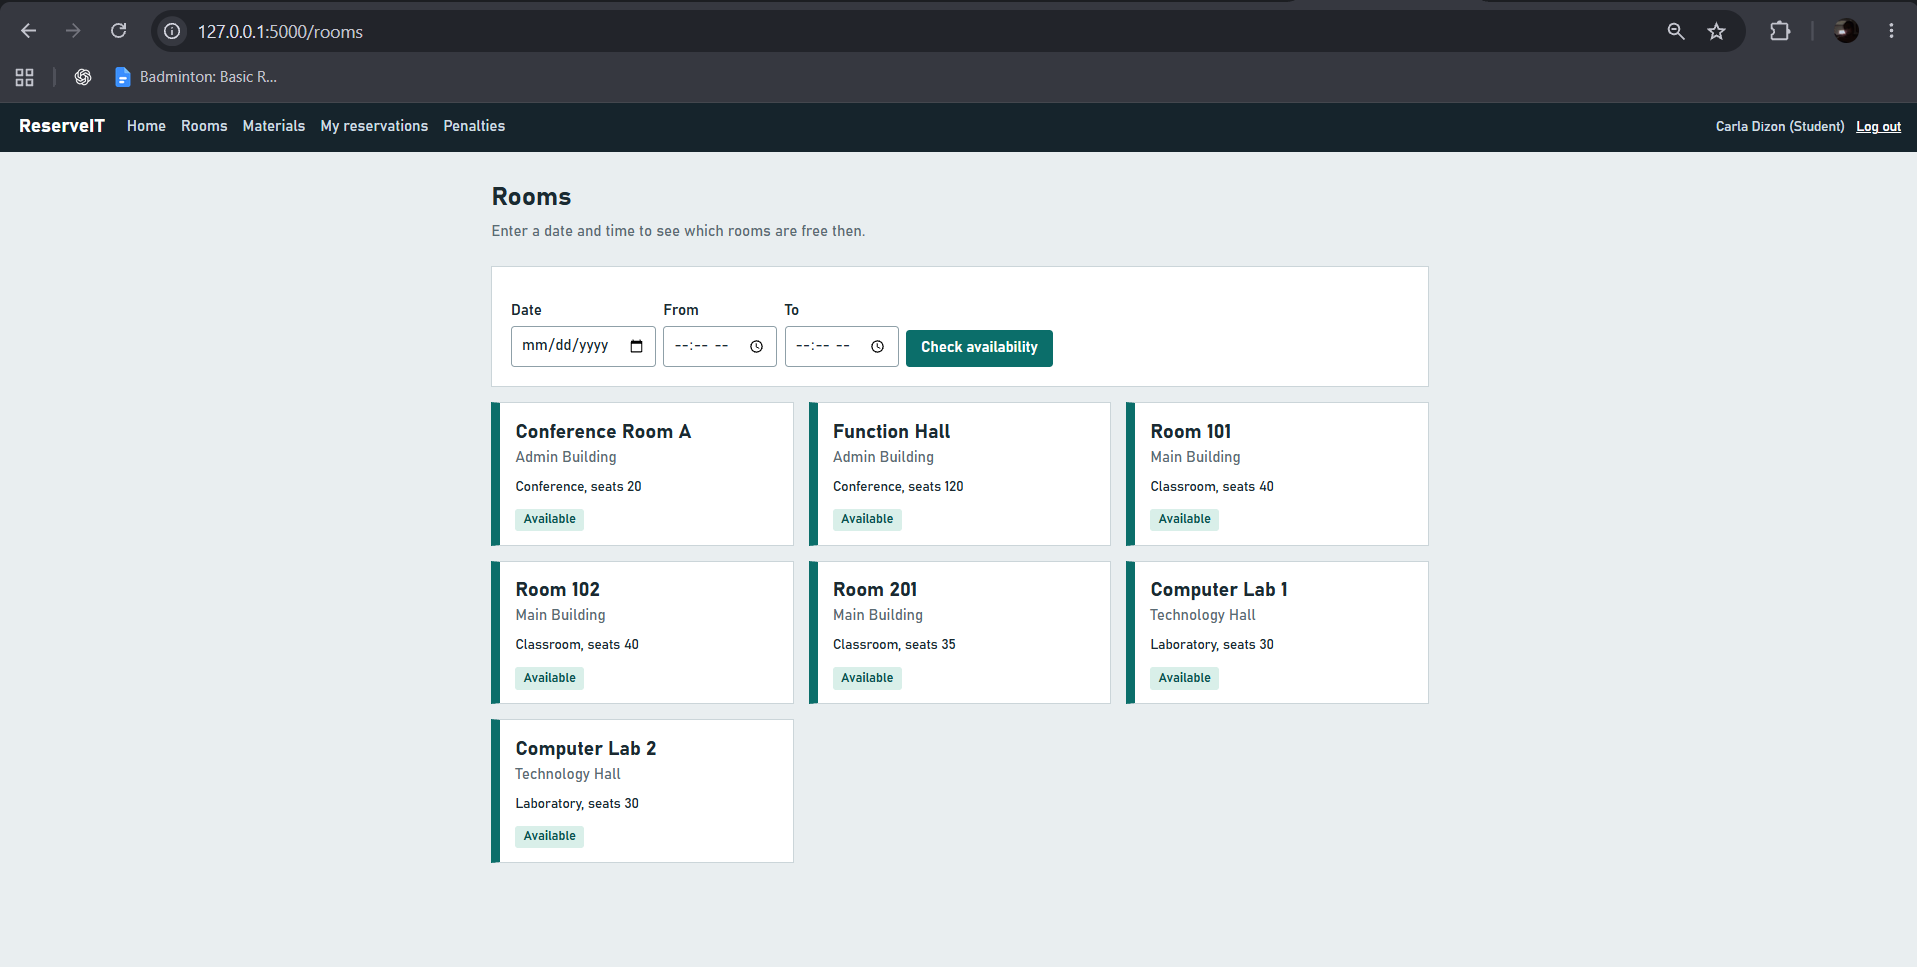 127.0.0.1:5000/rooms
Badminton: Basic R...
ReserveIT Home Rooms Materials My reservations Penalties Carla Dizon (Student) Log out
Rooms
Enter a date and time to see which rooms are free then.
Date From To
mm/dd/yyyy --:-- -- --:-- -- Check availability
Conference Room A
Admin Building
Conference, seats 20
Available
Function Hall
Admin Building
Conference, seats 120
Available
Room 101
Main Building
Classroom, seats 40
Available
Room 102
Main Building
Classroom, seats 40
Available
Room 201
Main Building
Classroom, seats 35
Available
Computer Lab 1
Technology Hall
Laboratory, seats 30
Available
Computer Lab 2
Technology Hall
Laboratory, seats 30
Available